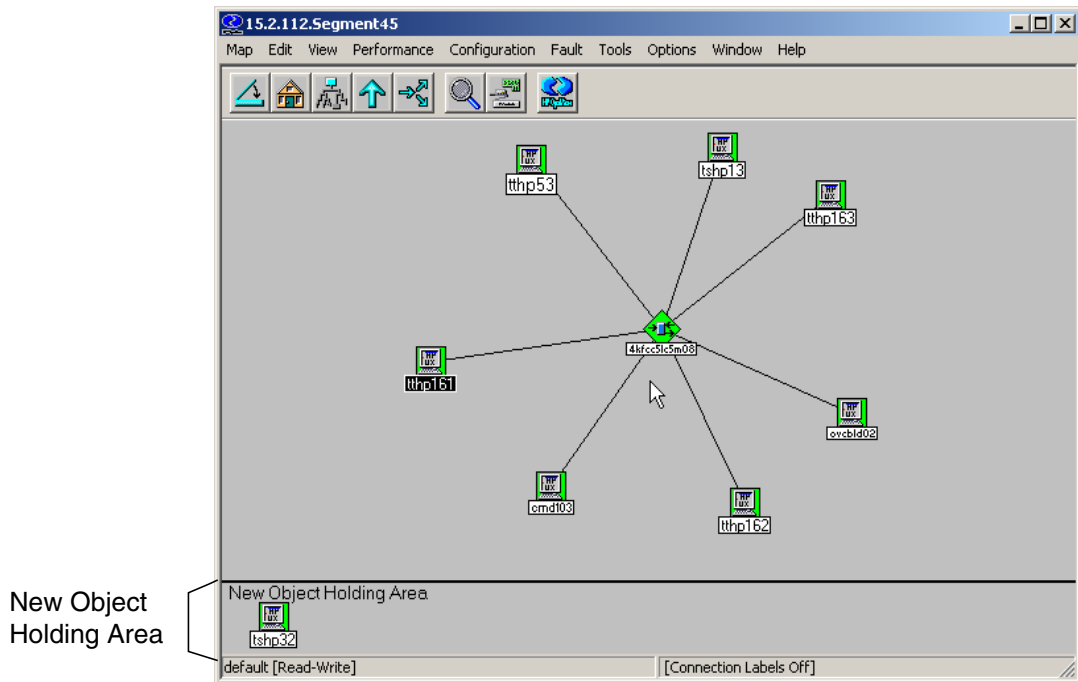 15.2.112.Segment45
Map Edit View Performance Configuration Fault Tools Options Window Help
tthp53
tshp13
tthp163
4kfcc5lc5m08
tthp161
ovcbld02
cmd103
tthp162
New Object
Holding Area
New Object Holding Area
tshp32
default [Read-Write]
[Connection Labels Off]